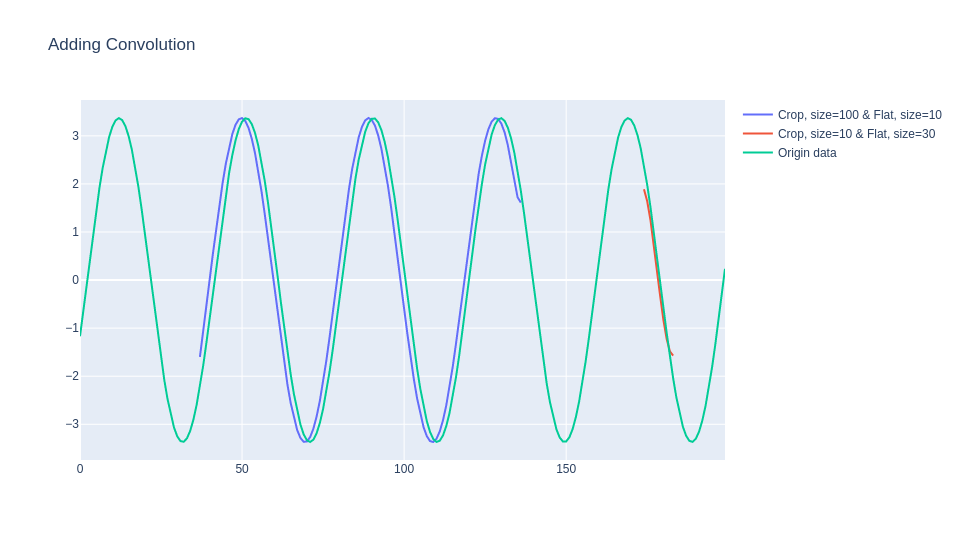 Adding Convolution
Crop, size=100 & Flat, size=10
Crop, size=10 & Flat, size=30
Origin data
3
2
1
0
−1
−2
−3
0 50 100 150